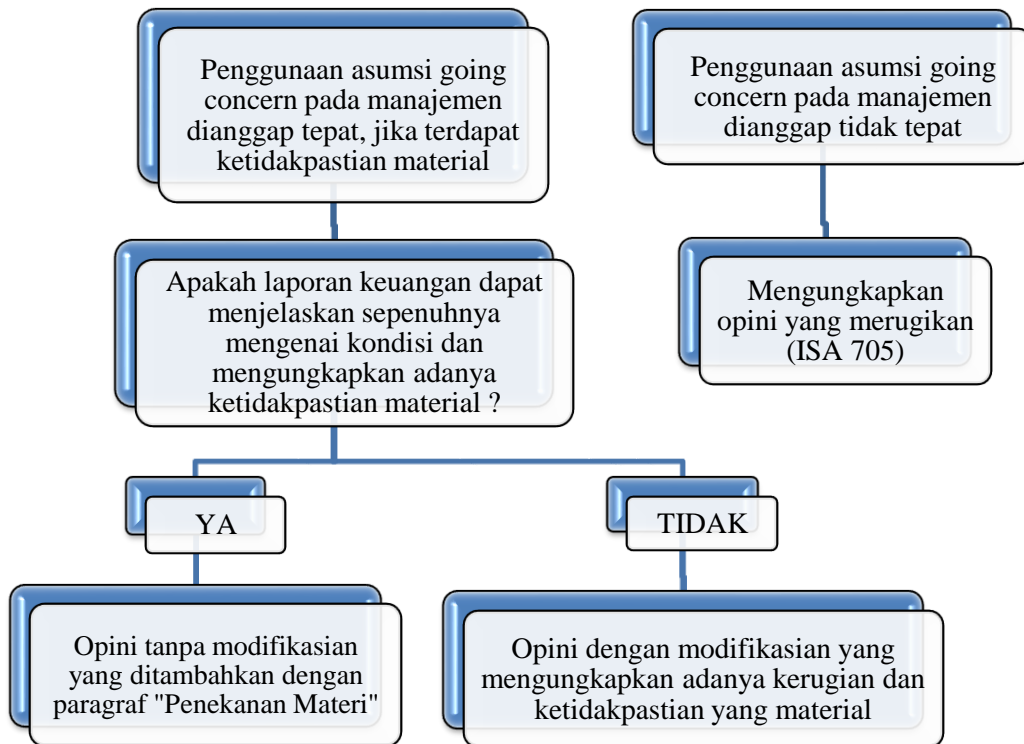 Penggunaan asumsi going
concern pada manajemen
dianggap tepat, jika terdapat
ketidakpastian material
Penggunaan asumsi going
concern pada manajemen
dianggap tidak tepat
Apakah laporan keuangan dapat
menjelaskan sepenuhnya
mengenai kondisi dan
mengungkapkan adanya
ketidakpastian material ?
Mengungkapkan
opini yang merugikan
(ISA 705)
YA
TIDAK
Opini tanpa modifikasian
yang ditambahkan dengan
paragraf "Penekanan Materi"
Opini dengan modifikasian yang
mengungkapkan adanya kerugian dan
ketidakpastian yang material